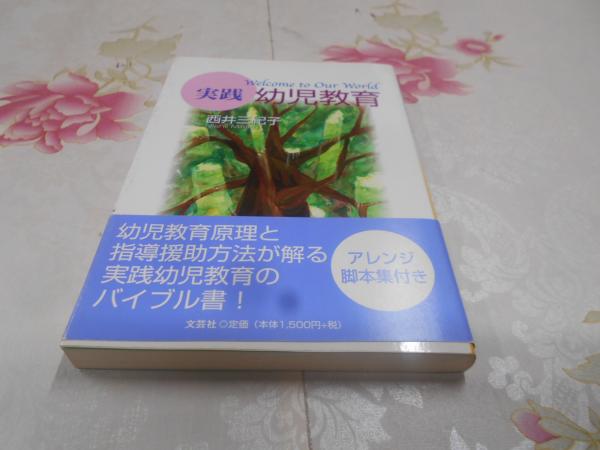 Welcome to Our World
実践 幼児教育
西井三紀子
幼児教育原理と
指導援助方法が解る
実践幼児教育の
バイブル書！
アレンジ
脚本集付き
文芸社◎定価（本体1,500円+税）